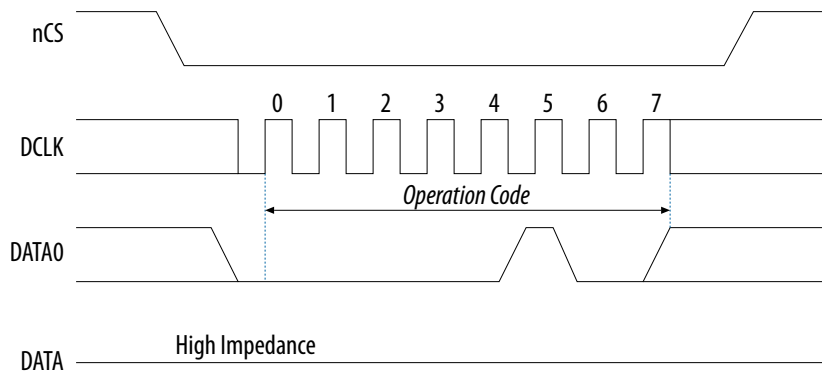 nCS
0 1 2 3 4 5 6 7
DCLK
Operation Code
DATA0
High Impedance
DATA